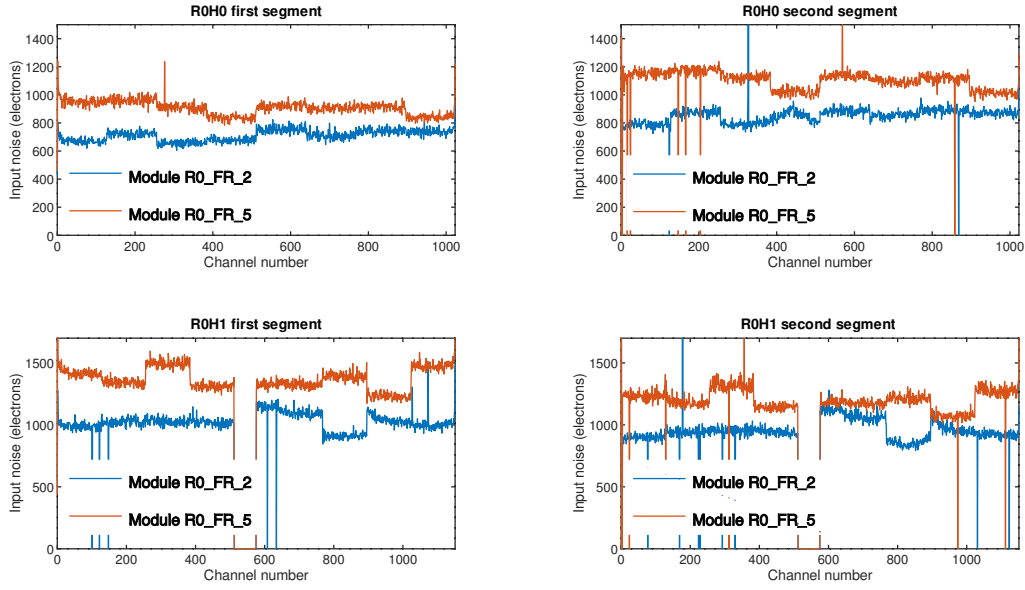 R0H0 first segment
1400
1200
1000
800
600
400
200
0
Input noise (electrons)
Module R0_FR_2
Module R0_FR_5
0 200 400 600 800 1000
Channel number
R0H0 second segment
1400
1200
1000
800
600
400
200
0
Input noise (electrons)
Module R0_FR_2
Module R0_FR_5
0 200 400 600 800 1000
Channel number
R0H1 first segment
1500
1000
500
0
Input noise (electrons)
Module R0_FR_2
Module R0_FR_5
0 200 400 600 800 1000
Channel number
R0H1 second segment
1500
1000
500
0
Input noise (electrons)
Module R0_FR_2
Module R0_FR_5
0 200 400 600 800 1000
Channel number